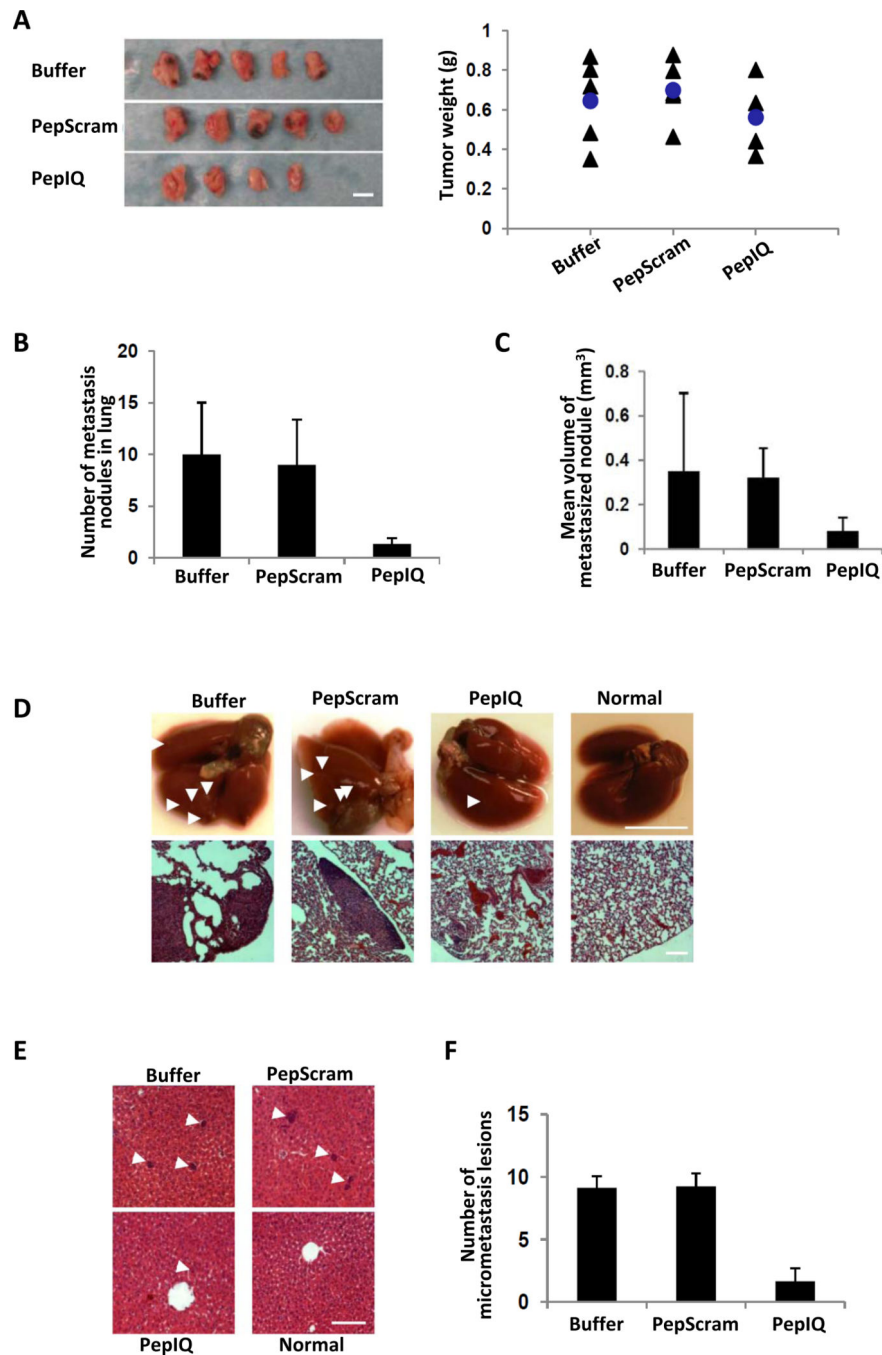 A
Buffer
PepScram
PepIQ
Tumor weight (g)
1
0.8
0.6
0.4
0.2
0
Buffer
PepScram
PepIQ
B
Number of metastasis
nodules in lung
20
15
10
5
0
Buffer
PepScram
PepIQ
C
Mean volume of
metastasized nodule (mm³)
0.8
0.6
0.4
0.2
0
Buffer
PepScram
PepIQ
D
Buffer
PepScram
PepIQ
Normal
E
Buffer
PepScram
PepIQ
Normal
F
Number of
micrometastasis lesions
15
10
5
0
Buffer
PepScram
PepIQ